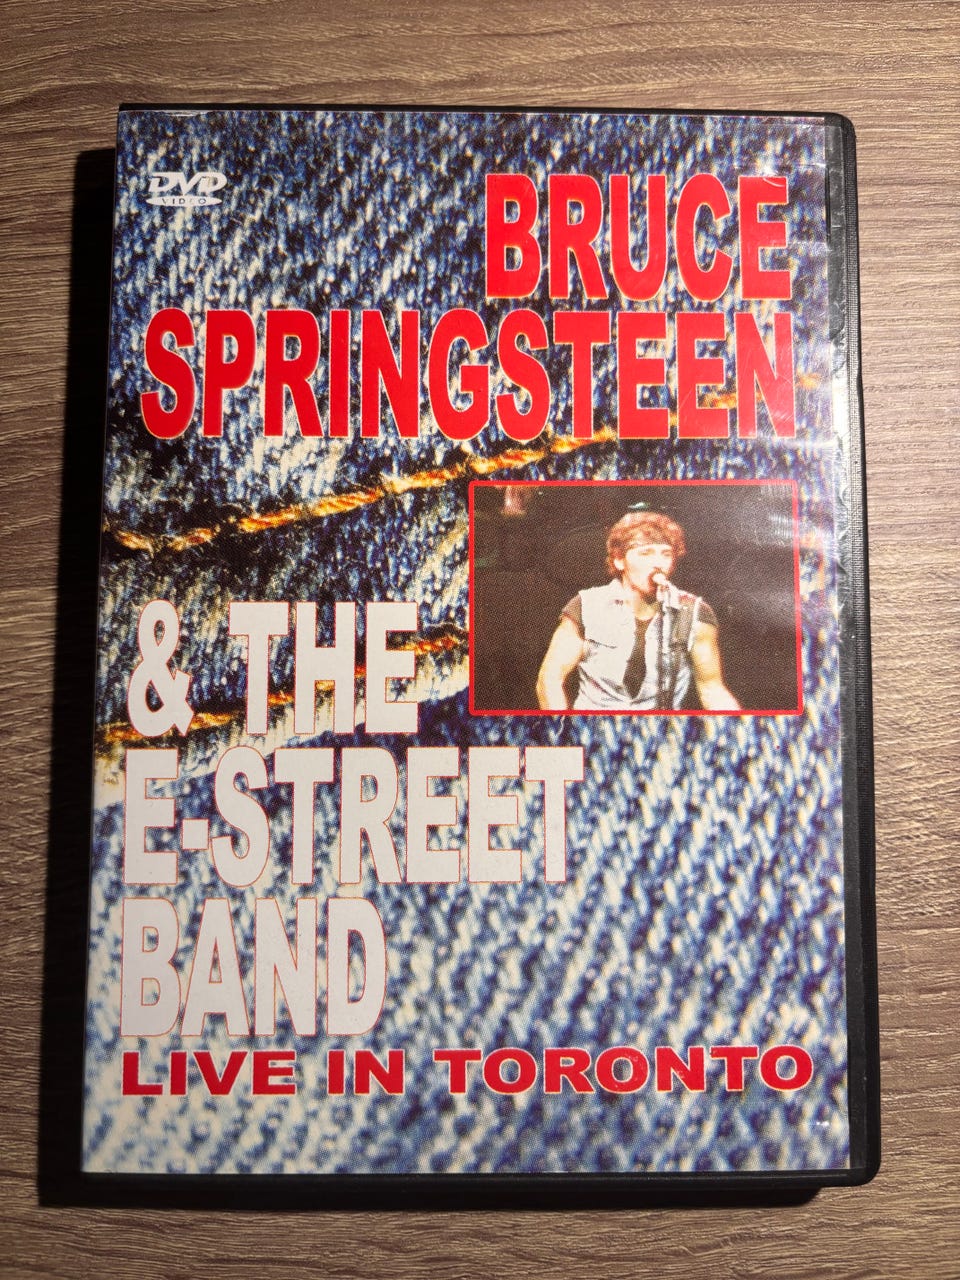 DVD
VIDEO
BRUCE
SPRINGSTEEN
& THE
E-STREET
BAND
LIVE IN TORONTO